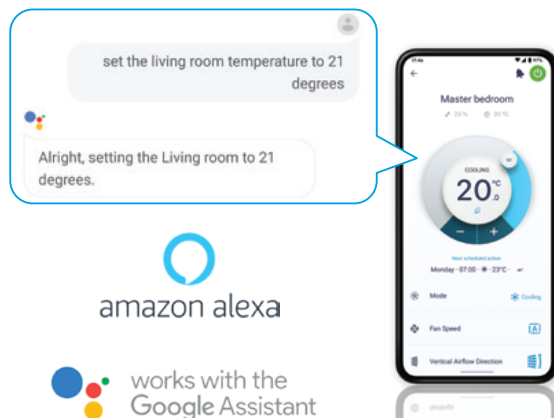 set the living room temperature to 21
degrees
Alright, setting the Living room to 21
degrees.
amazon alexa
works with the
Google Assistant
17:46
Master bedroom
COOLING
20°C
.0
Next scheduled action
Monday · 07:00 · 23°C ·
Mode
Cooling
Fan Speed
A
Vertical Airflow Direction